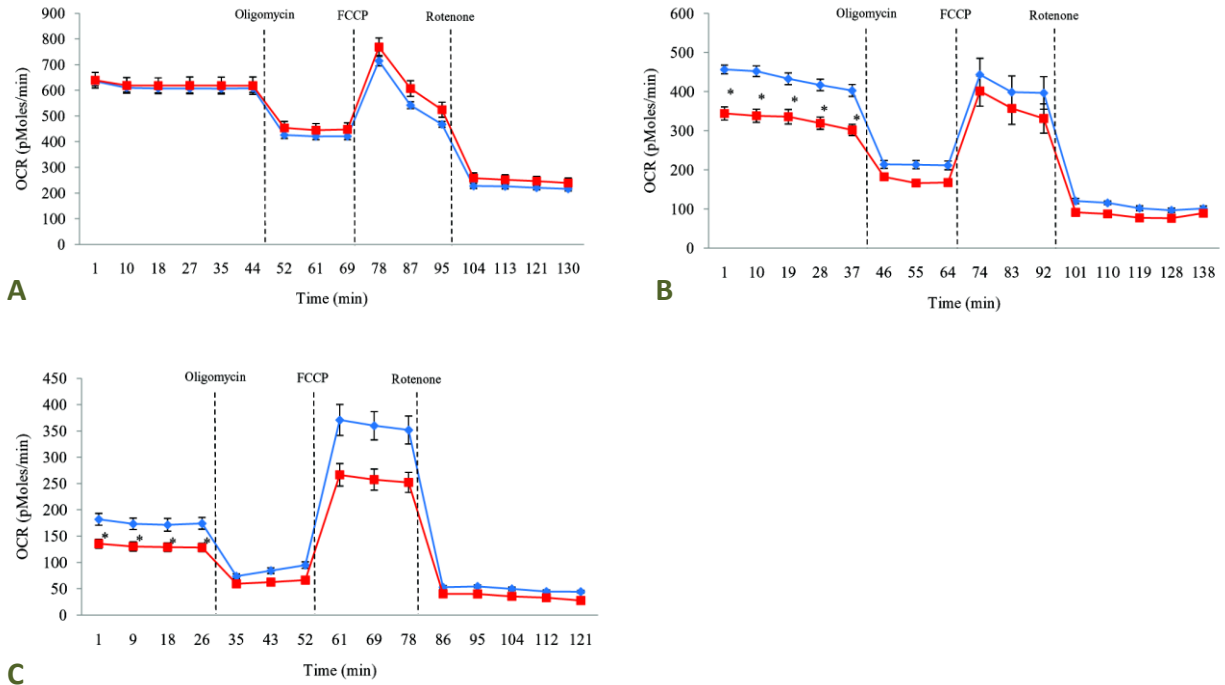 Oligomycin FCCP Rotenone
900
800
700
600
500
400
300
200
100
0
OCR (pMoles/min)
1 10 18 27 35 44 52 61 69 78 87 95 104 113 121 130
Time (min)
A
Oligomycin FCCP Rotenone
600
500
400
300
200
100
0
OCR (pMoles/min)
* * * * *
1 10 19 28 37 46 55 64 74 83 92 101 110 119 128 138
Time (min)
B
Oligomycin FCCP Rotenone
450
400
350
300
250
200
150
100
50
0
OCR (pMoles/min)
* * * *
1 9 18 26 35 43 52 61 69 78 86 95 104 112 121
Time (min)
C